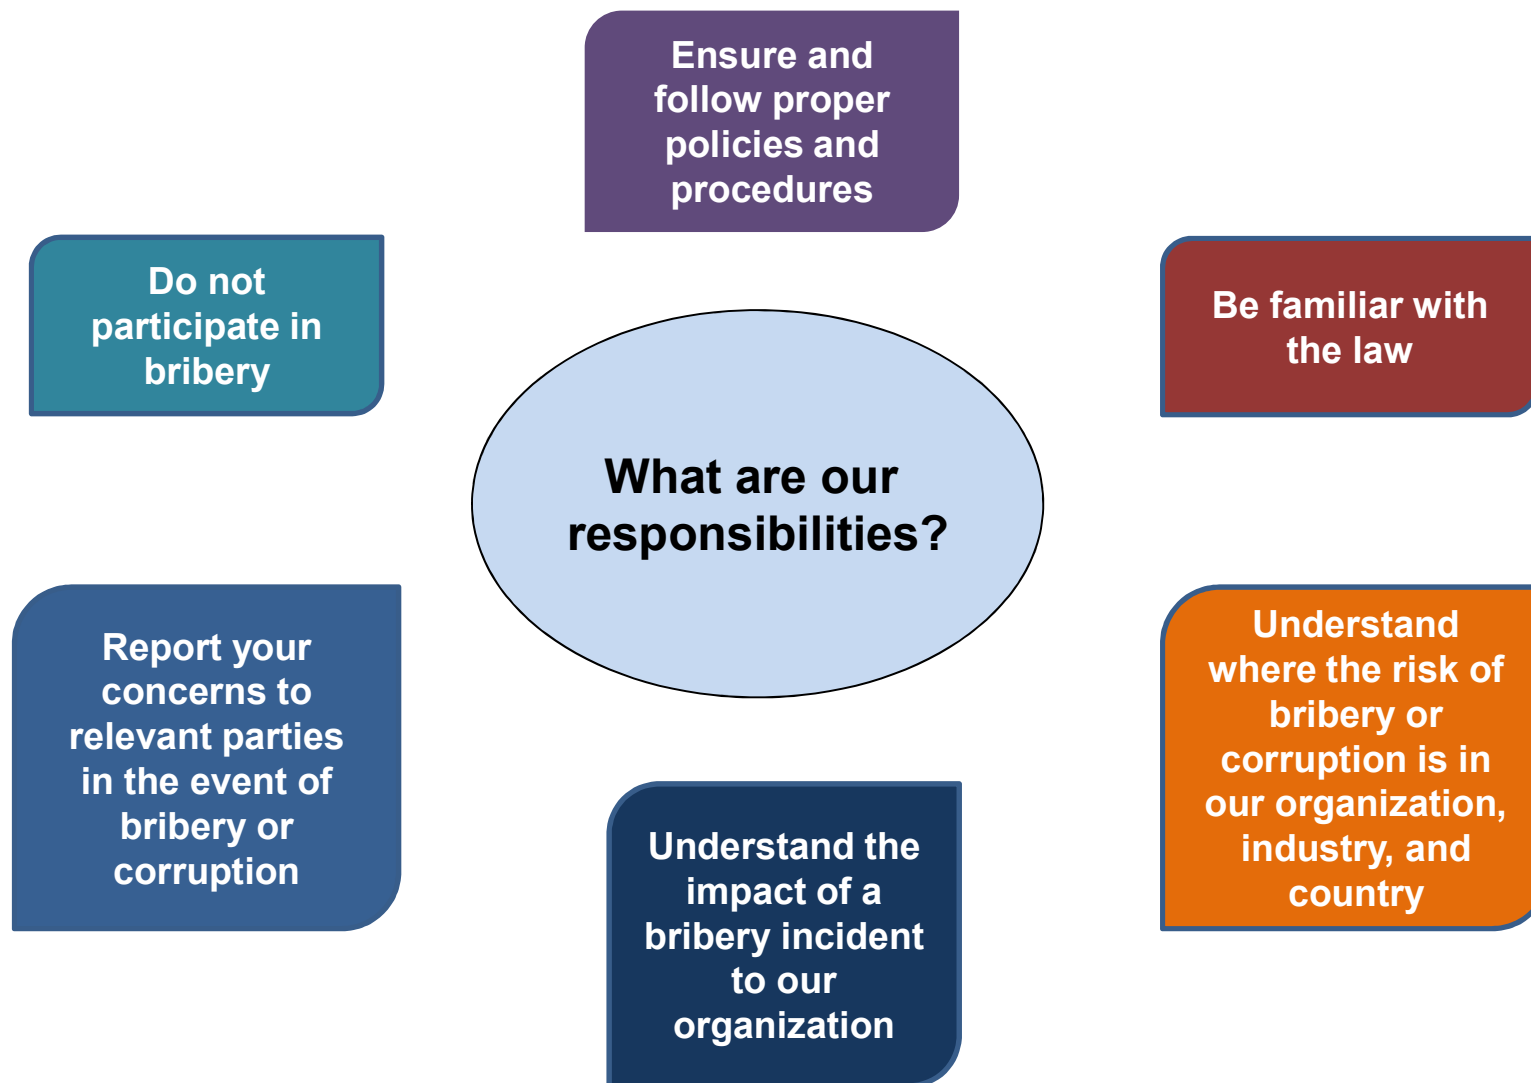 Ensure and
follow proper
policies and
procedures
Do not
participate in
bribery
Be familiar with
the law
What are our
responsibilities?
Report your
concerns to
relevant parties
in the event of
bribery or
corruption
Understand
where the risk of
bribery or
corruption is in
our organization,
industry, and
country
Understand the
impact of a
bribery incident
to our
organization